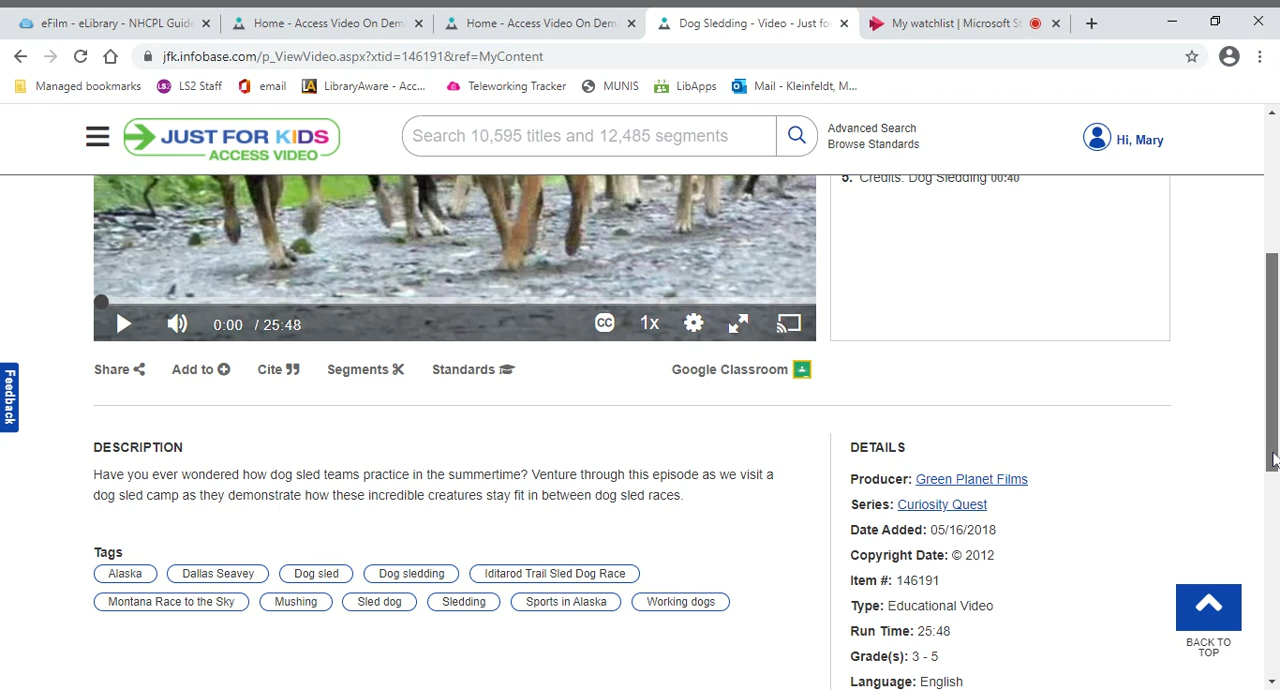 eFilm - eLibrary - NHCPL Guide
Home - Access Video On Dem
Home - Access Video On Dem
Dog Sledding - Video - Just for
My watchlist | Microsoft St
jfk.infobase.com/p_ViewVideo.aspx?xtid=146191&ref=MyContent
Managed bookmarks LS2 Staff email LibraryAware - Acc... Teleworking Tracker MUNIS LibApps Mail - Kleinfeldt, M...
JUST FOR KIDS
ACCESS VIDEO
Search 10,595 titles and 12,485 segments
Advanced Search
Browse Standards
Hi, Mary
5. Credits: Dog Sledding 00:40
0:00 / 25:48
CC 1x
Share Add to Cite Segments Standards Google Classroom
Feedback
DESCRIPTION
Have you ever wondered how dog sled teams practice in the summertime? Venture through this episode as we visit a
dog sled camp as they demonstrate how these incredible creatures stay fit in between dog sled races.
Tags
Alaska Dallas Seavey Dog sled Dog sledding Iditarod Trail Sled Dog Race
Montana Race to the Sky Mushing Sled dog Sledding Sports in Alaska Working dogs
DETAILS
Producer: Green Planet Films
Series: Curiosity Quest
Date Added: 05/16/2018
Copyright Date: © 2012
Item #: 146191
Type: Educational Video
Run Time: 25:48
Grade(s): 3 - 5
Language: English
BACK TO
TOP